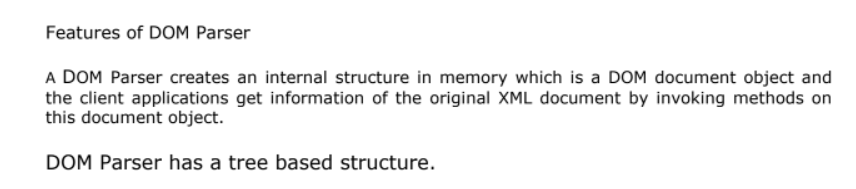 Features of DOM Parser
A DOM Parser creates an internal structure in memory which is a DOM document object and
the client applications get information of the original XML document by invoking methods on
this document object.
DOM Parser has a tree based structure.